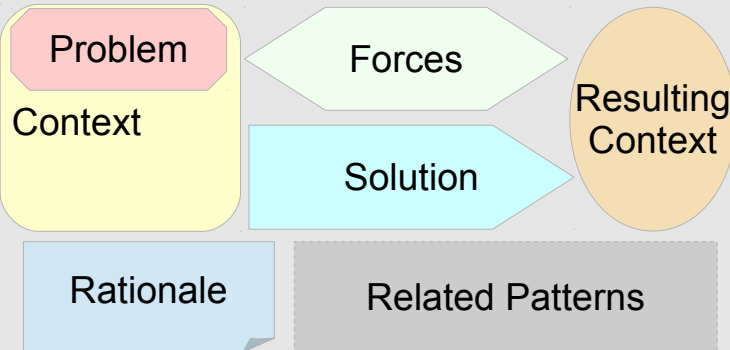 Problem
Context
Forces
Solution
Resulting
Context
Rationale
Related Patterns